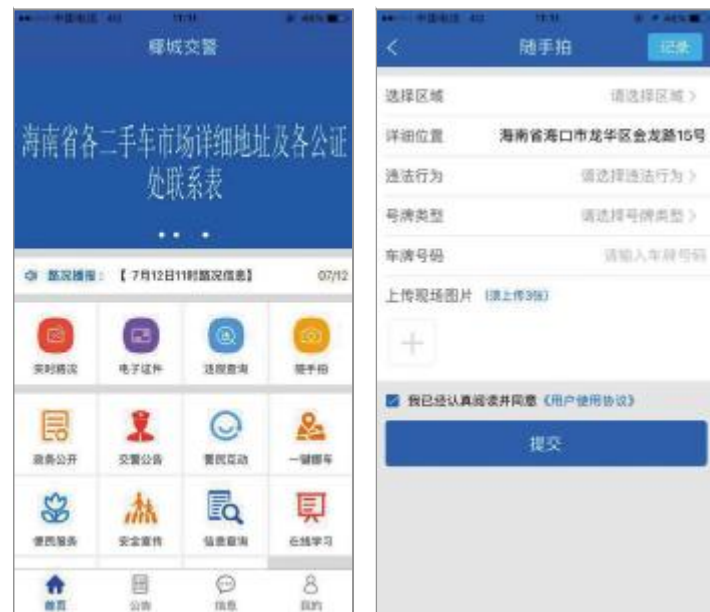 椰城交警
海南省各二手车市场详细地址及各公证
处联系表
路况播报： 【7月12日11时路况信息】 07/12
实时路况 电子证件 违规查询 随手拍
政务公开 交警公告 警民互动 一键挪车
便民服务 安全宣传 信息查询 在线学习
首页 公告 信息 我的
随手拍 记录
选择区域 请选择区域
详细位置 海南省海口市龙华区金龙路15号
违法行为 请选择违法行为
号牌类型 请选择号牌类型
车牌号码 请输入车牌号码
上传现场图片 (须上传3张)
我已经认真阅读并同意《用户使用协议》
提交